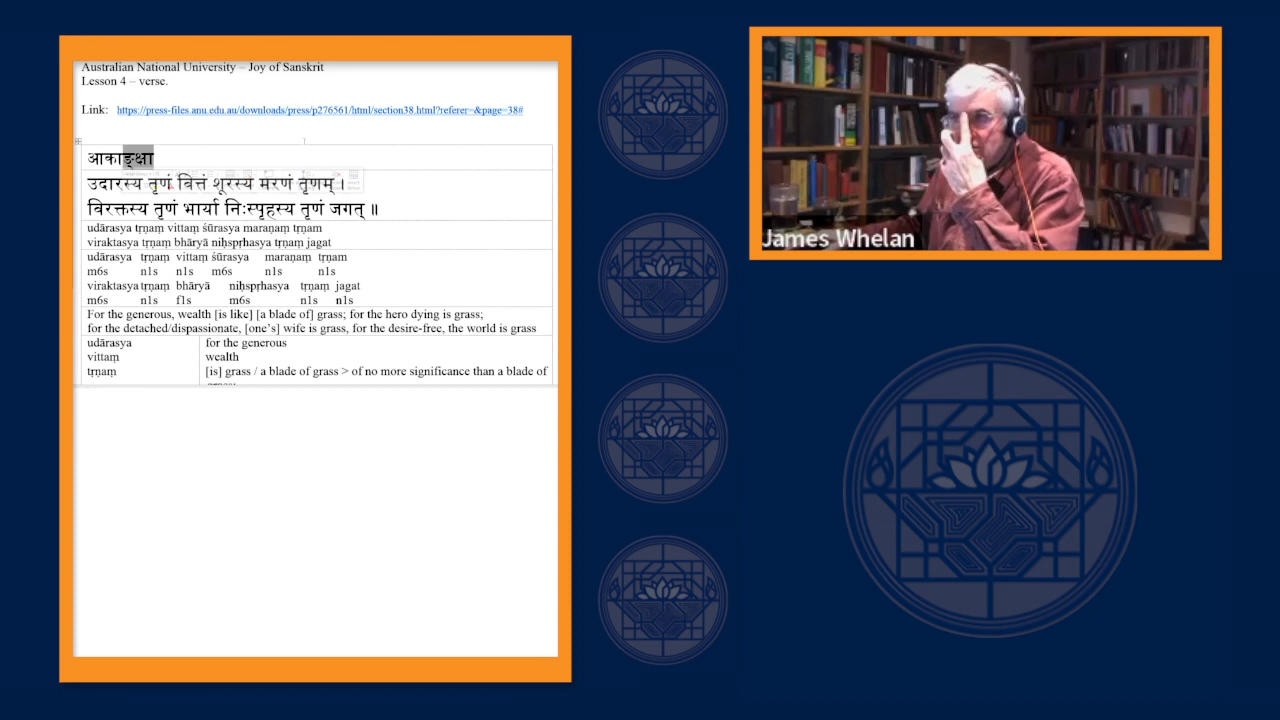 Australian National University – Joy of Sanskrit
Lesson 4 – verse.
Link: https://press-files.anu.edu.au/downloads/press/p276561/html/section38.html?referer=&page=38#
आकाङ्क्षा
उदारस्य तृणं वित्तं शूरस्य मरणं तृणम् ।
विरक्तस्य तृणं भार्या निःस्पृहस्य तृणं जगत् ॥
udārasya tṛṇaṃ vittaṃ śūrasya maraṇaṃ tṛṇam
viraktasya tṛṇaṃ bhāryā niḥspṛhasya tṛṇaṃ jagat
udārasya tṛṇaṃ vittaṃ śūrasya maraṇaṃ tṛṇam
m6s n1s n1s m6s n1s n1s
viraktasya tṛṇaṃ bhāryā niḥspṛhasya tṛṇaṃ jagat
m6s n1s f1s m6s n1s n1s
For the generous, wealth [is like] [a blade of] grass; for the hero dying is grass;
for the detached/dispassionate, [one's] wife is grass, for the desire-free, the world is grass
udārasya for the generous
vittaṃ wealth
tṛṇaṃ [is] grass / a blade of grass > of no more significance than a blade of
James Whelan